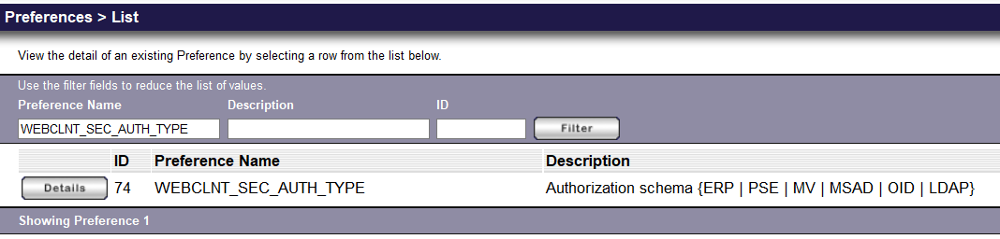 Preferences > List
View the detail of an existing Preference by selecting a row from the list below.
Use the filter fields to reduce the list of values.
Preference Name Description ID
WEBCLNT_SEC_AUTH_TYPE Filter
ID Preference Name Description
Details 74 WEBCLNT_SEC_AUTH_TYPE Authorization schema {ERP | PSE | MV | MSAD | OID | LDAP}
Showing Preference 1